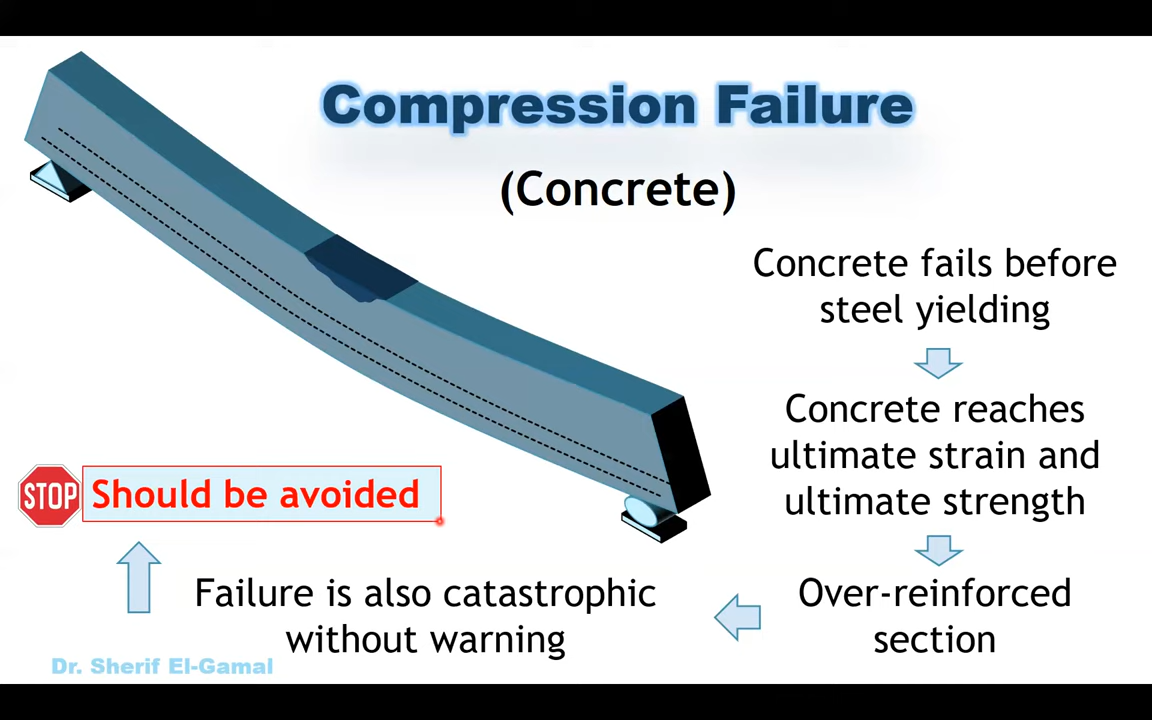 Compression Failure
(Concrete)
Concrete fails before
steel yielding
Concrete reaches
ultimate strain and
ultimate strength
Over-reinforced
section
Failure is also catastrophic
without warning
STOP
Should be avoided
Dr. Sherif El-Gamal